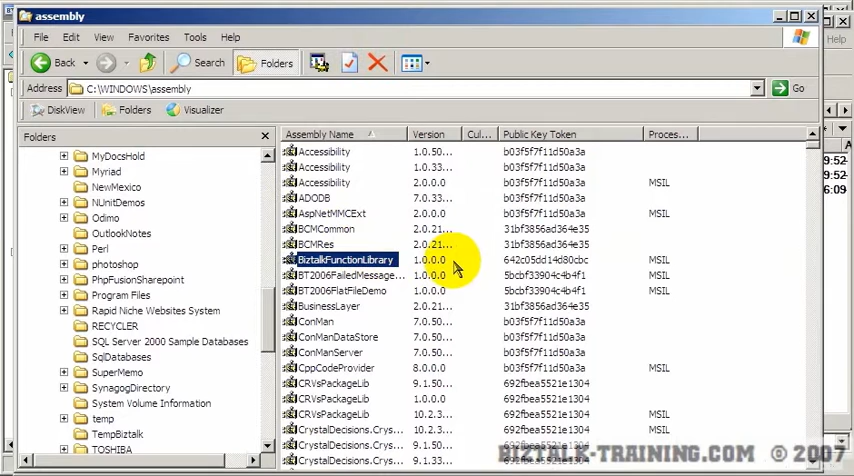 assembly
File Edit View Favorites Tools Help
Help
Back Search Folders
Address C:\WINDOWS\assembly Go
DiskView Folders Visualizer
Folders
MyDocsHold
Myriad
NewMexico
NUnitDemos
Odimo
OutlookNotes
Perl
photoshop
PhpFusionSharepoint
Program Files
Rapid Niche Websites System
RECYCLER
SQL Server 2000 Sample Databases
SqlDatabases
SuperMemo
SynagogDirectory
System Volume Information
temp
TempBiztalk
TOSHIBA
Assembly Name Version Cul... Public Key Token Proces...
Accessibility 1.0.50... b03f5f7f11d50a3a
Accessibility 1.0.33... b03f5f7f11d50a3a
Accessibility 2.0.0.0 b03f5f7f11d50a3a MSIL
ADODB 7.0.33... b03f5f7f11d50a3a
AspNetMMCExt 2.0.0.0 b03f5f7f11d50a3a MSIL
BCMCommon 2.0.21... 31bf3856ad364e35
BCMRes 2.0.21... 31bf3856ad364e35
BiztalkFunctionLibrary 1.0.0.0 642c05dd14d80cbc MSIL
BT2006FailedMessage... 1.0.0.0 5bcbf33904c4b4f1 MSIL
BT2006FlatFileDemo 1.0.0.0 5bcbf33904c4b4f1 MSIL
BusinessLayer 2.0.21... 31bf3856ad364e35
ConMan 7.0.50... b03f5f7f11d50a3a
ConManDataStore 7.0.50... b03f5f7f11d50a3a
ConManServer 7.0.50... b03f5f7f11d50a3a
CppCodeProvider 8.0.0.0 b03f5f7f11d50a3a MSIL
CRVsPackageLib 9.1.50... 692fbea5521e1304
CRVsPackageLib 1.0.0.0 692fbea5521e1304
CRVsPackageLib 10.2.3... 692fbea5521e1304 MSIL
CrystalDecisions.Crys... 10.2.3... 692fbea5521e1304 MSIL
CrystalDecisions.Crys... 9.1.50... 692fbea5521e1304
CrystalDecisions.Crys... 9.1.33... 692fbea5521e1304
9:52-
9:52-
6:09-
BIZTALK-TRAINING.COM © 2007